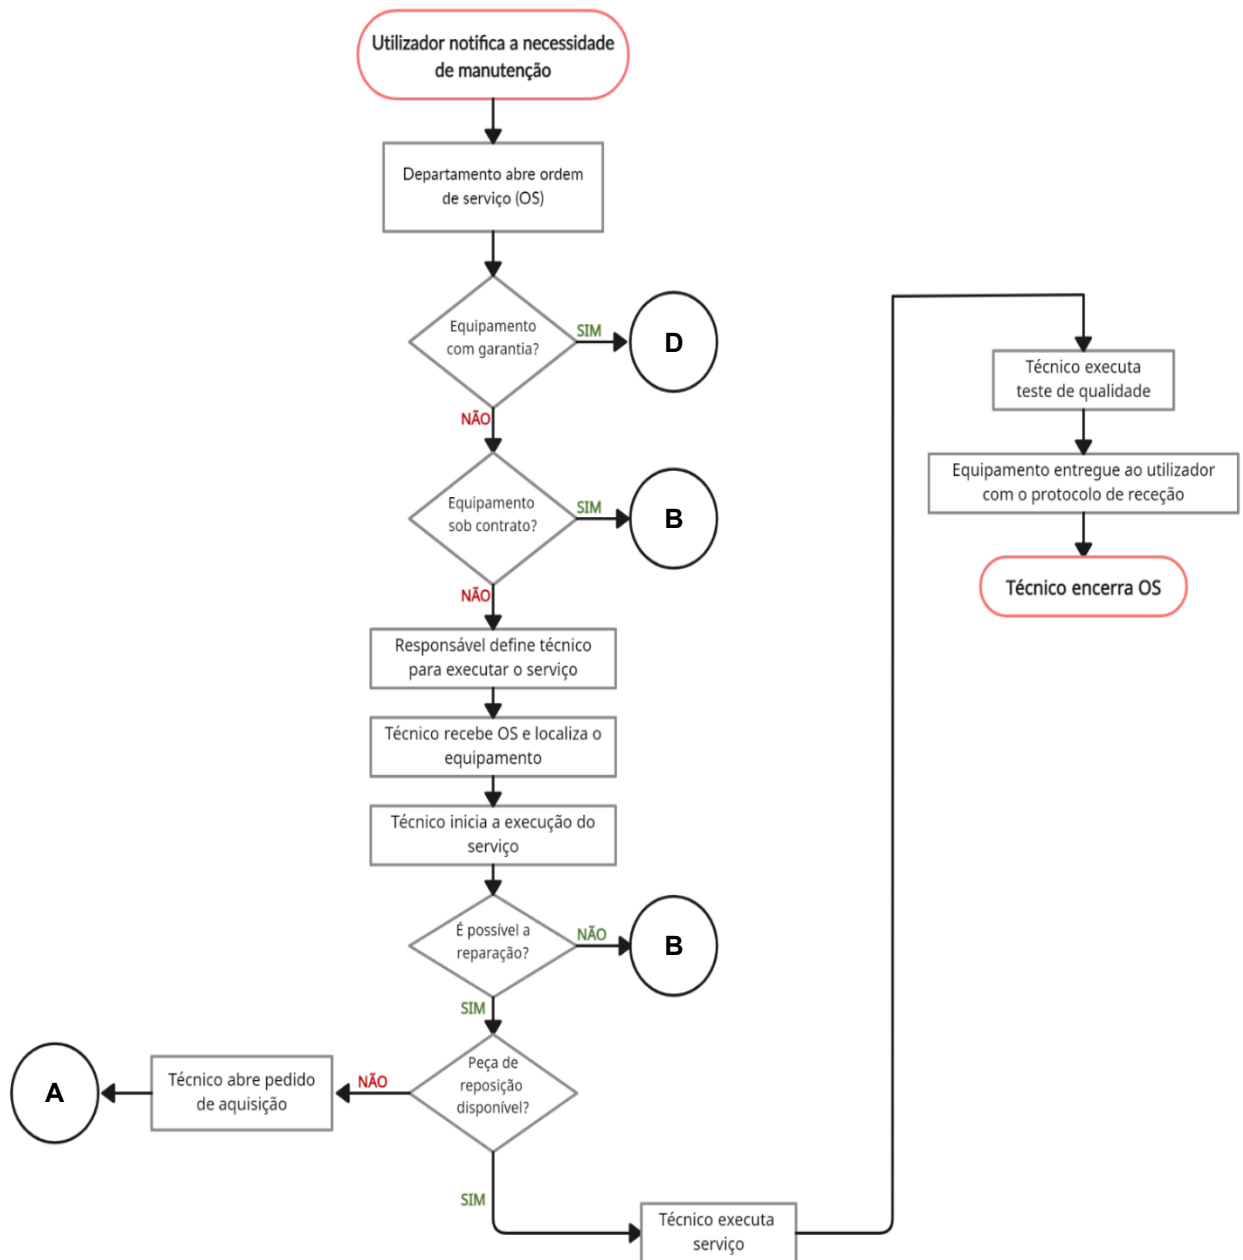 Utilizador notifica a necessidade
de manutenção
Departamento abre ordem
de serviço (OS)
Equipamento
com garantia?
SIM
D
NÃO
Equipamento
sob contrato?
SIM
B
NÃO
Responsável define técnico
para executar o serviço
Técnico recebe OS e localiza o
equipamento
Técnico inicia a execução do
serviço
É possível a
reparação?
NÃO
B
SIM
Peça de
reposição
disponível?
NÃO
Técnico abre pedido
de aquisição
A
SIM
Técnico executa
serviço
Técnico executa
teste de qualidade
Equipamento entregue ao utilizador
com o protocolo de receção
Técnico encerra OS